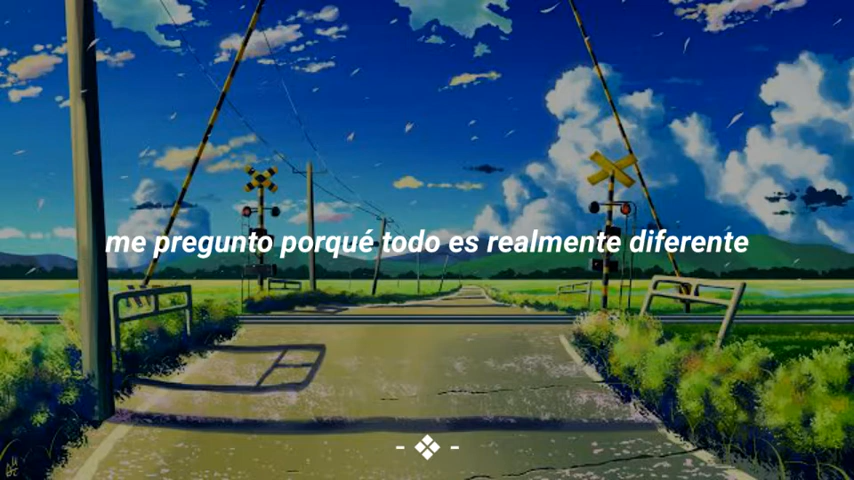 me pregunto porqué todo es realmente diferente
- ❖ -